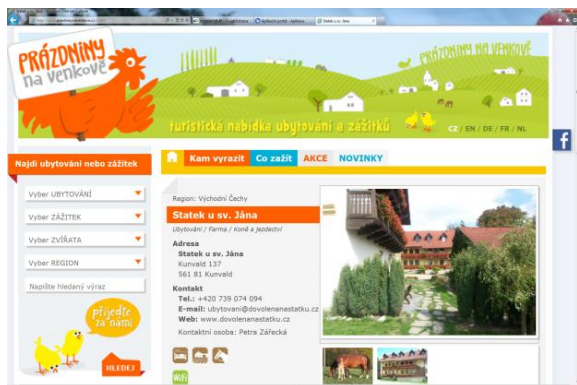 Statek u sv. Jána
PRÁZDNINY
na venkově
PRÁZDNINY NA VENKOVĚ
turistická nabídka ubytování a zážitků
CZ / EN / DE / FR / NL
f
Najdi ubytování nebo zážitek
Vyber UBYTOVÁNÍ
Vyber ZÁŽITEK
Vyber ZVÍŘATA
Vyber REGION
Napište hledaný výraz
přijeďte
za námi
HLEDEJ
Kam vyrazit Co zažít AKCE NOVINKY
Region: Východní Čechy
Statek u sv. Jána
Ubytování / Farma / Koně a jezdectví
Adresa
Statek u sv. Jána
Kunvald 137
561 81 Kunvald
Kontakt
Tel.: +420 739 074 094
E-mail: ubytovani@dovolenanastatku.cz
Web: www.dovolenanastatku.cz
Kontaktní osoba: Petra Zářecká
WiFi